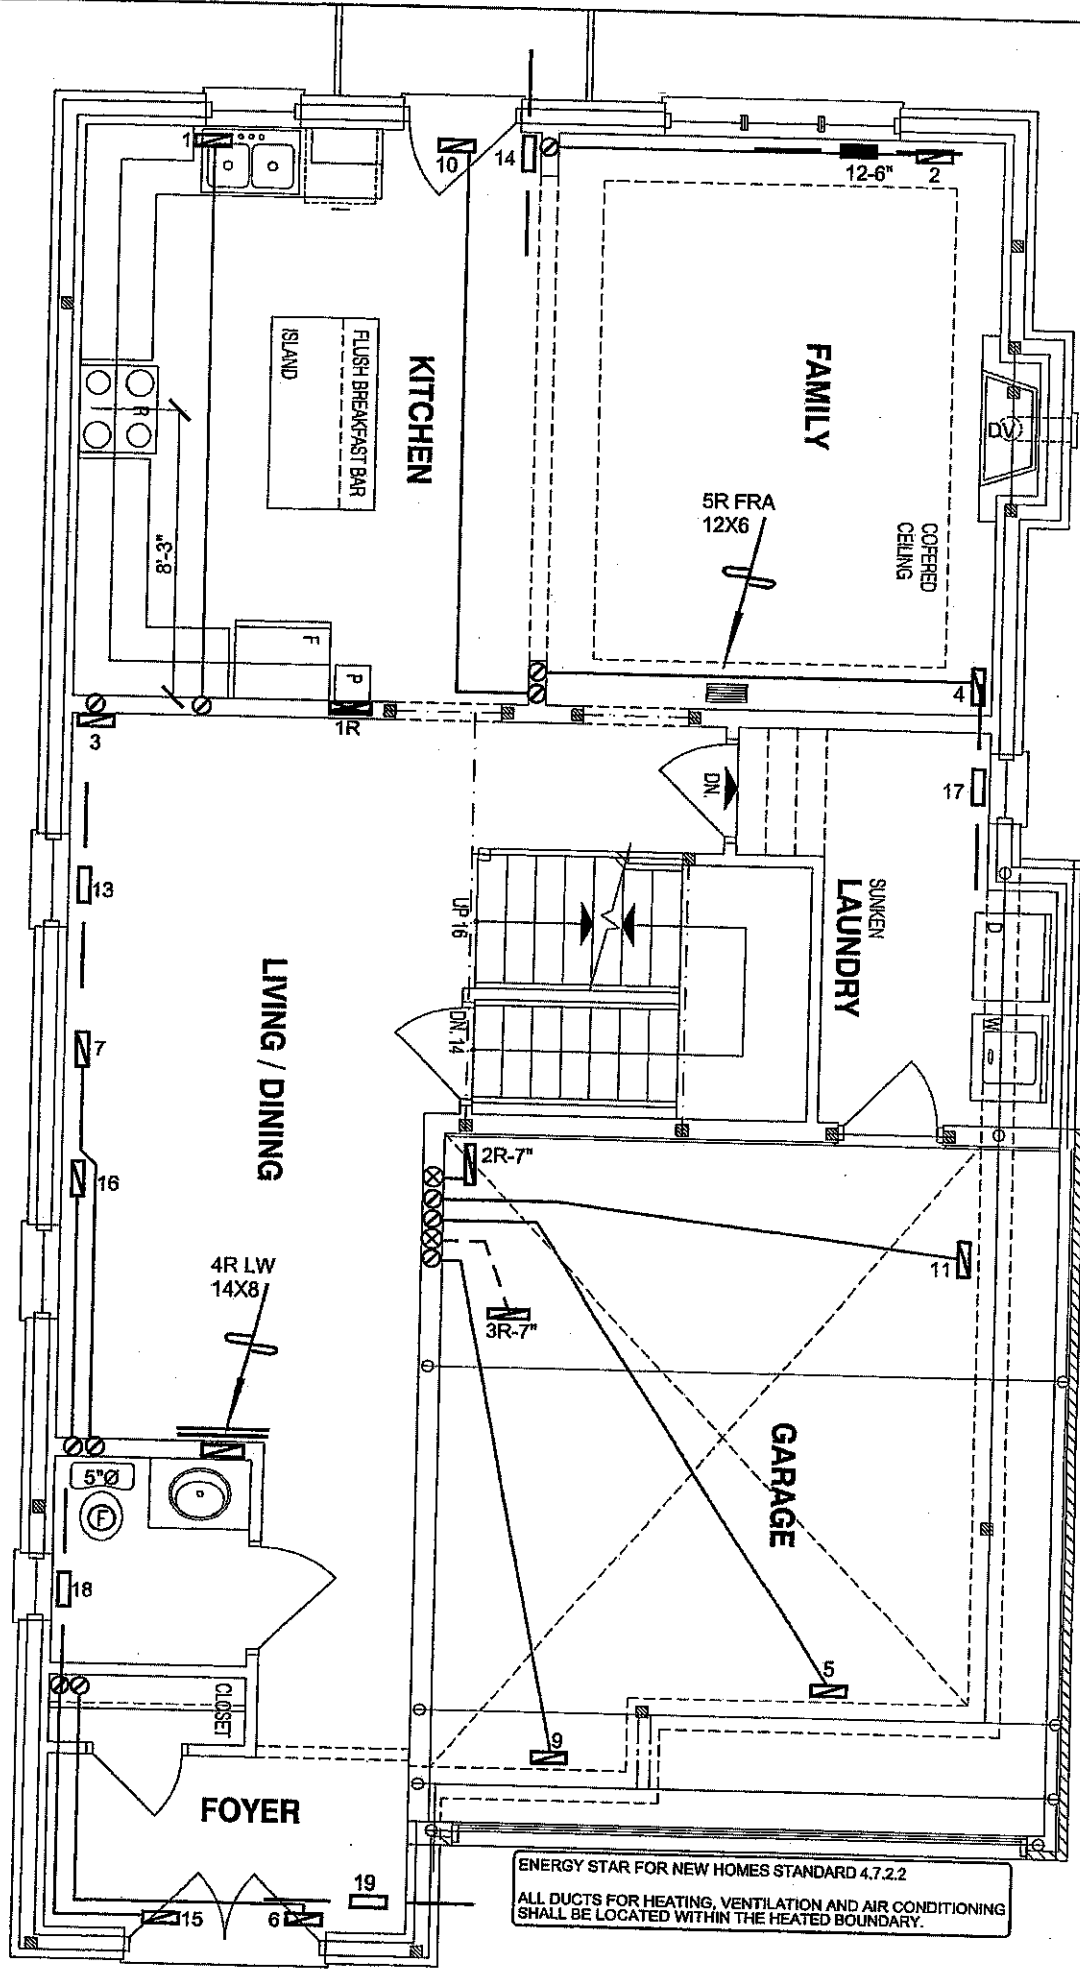 1
10
14
12-6"
2
FLUSH BREAKFAST BAR
ISLAND
KITCHEN
FAMILY
DV
R
8'-3"
5R FRA
12X6
COFERED
CEILING
F
P
1R
3
4
17
DN.
13
UP 16
SUNKEN
LAUNDRY
D
W
7
DN. 14
LIVING / DINING
16
2R-7"
11
3R-7"
4R LW
14X8
GARAGE
5"Ø
F
18
5
CLOSET
9
FOYER
19
15
6
ENERGY STAR FOR NEW HOMES STANDARD 4.7.2.2
ALL DUCTS FOR HEATING, VENTILATION AND AIR CONDITIONING
SHALL BE LOCATED WITHIN THE HEATED BOUNDARY.